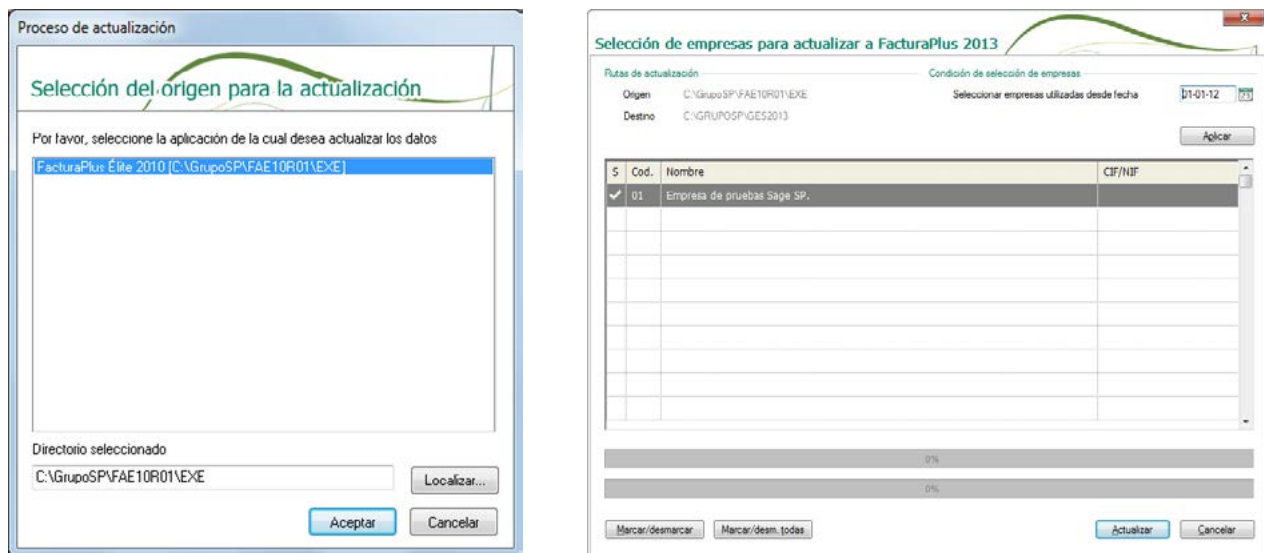 Proceso de actualización
Selección del origen para la actualización
Por favor, seleccione la aplicación de la cual desea actualizar los datos
FacturaPlus Élite 2010 [C:\GrupoSP\FAE10R01\EXE]
Directorio seleccionado
C:\GrupoSP\FAE10R01\EXE
Localizar...
Aceptar Cancelar
Selección de empresas para actualizar a FacturaPlus 2013
Rutas de actualización Condición de selección de empresas
Origen C:\GrupoSP\FAE10R01\EXE Seleccionar empresas utilizadas desde fecha 01-01-12
Destino C:\GRUPOSP\GES2013
Aplicar
S Cod. Nombre CIF/NIF
01 Empresa de pruebas Sage SP.
0%
0%
Marcar/desmarcar Marcar/desm. todas Actualizar Cancelar